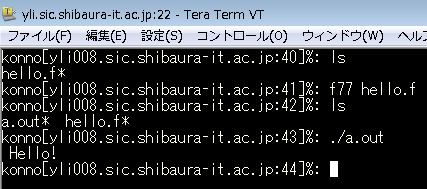 yli.sic.shibaura-it.ac.jp:22 - Tera Term VT
ファイル(F) 編集(E) 設定(S) コントロール(O) ウィンドウ(W) ヘルプ
konno[yli008.sic.shibaura-it.ac.jp:40]%: ls
hello.f*
konno[yli008.sic.shibaura-it.ac.jp:41]%: f77 hello.f
konno[yli008.sic.shibaura-it.ac.jp:42]%: ls
a.out* hello.f*
konno[yli008.sic.shibaura-it.ac.jp:43]%: ./a.out
Hello!
konno[yli008.sic.shibaura-it.ac.jp:44]%: